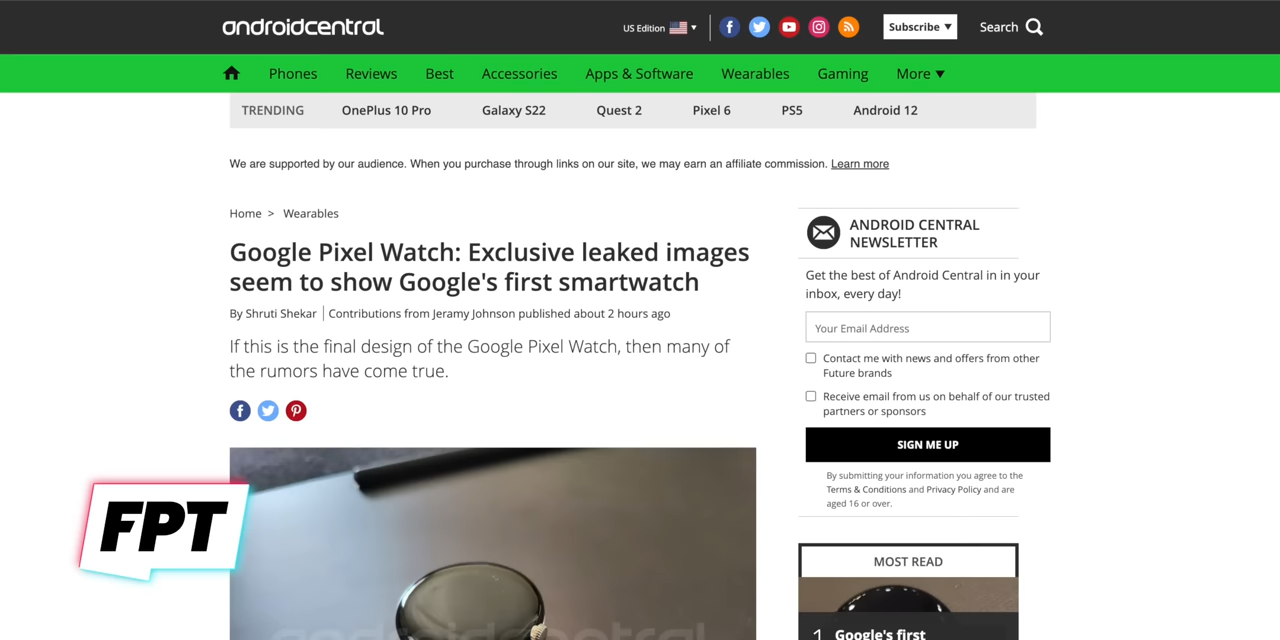 androidcentral
US Edition
Subscribe
Search
Phones Reviews Best Accessories Apps & Software Wearables Gaming More
TRENDING OnePlus 10 Pro Galaxy S22 Quest 2 Pixel 6 PS5 Android 12
We are supported by our audience. When you purchase through links on our site, we may earn an affiliate commission. Learn more
Home > Wearables
Google Pixel Watch: Exclusive leaked images
seem to show Google's first smartwatch
By Shruti Shekar | Contributions from Jeramy Johnson published about 2 hours ago
If this is the final design of the Google Pixel Watch, then many of
the rumors have come true.
FPT
androidcentral
ANDROID CENTRAL
NEWSLETTER
Get the best of Android Central in in your
inbox, every day!
Your Email Address
Contact me with news and offers from other
Future brands
Receive email from us on behalf of our trusted
partners or sponsors
SIGN ME UP
By submitting your information you agree to the
Terms & Conditions and Privacy Policy and are
aged 16 or over.
MOST READ
1 Google's first